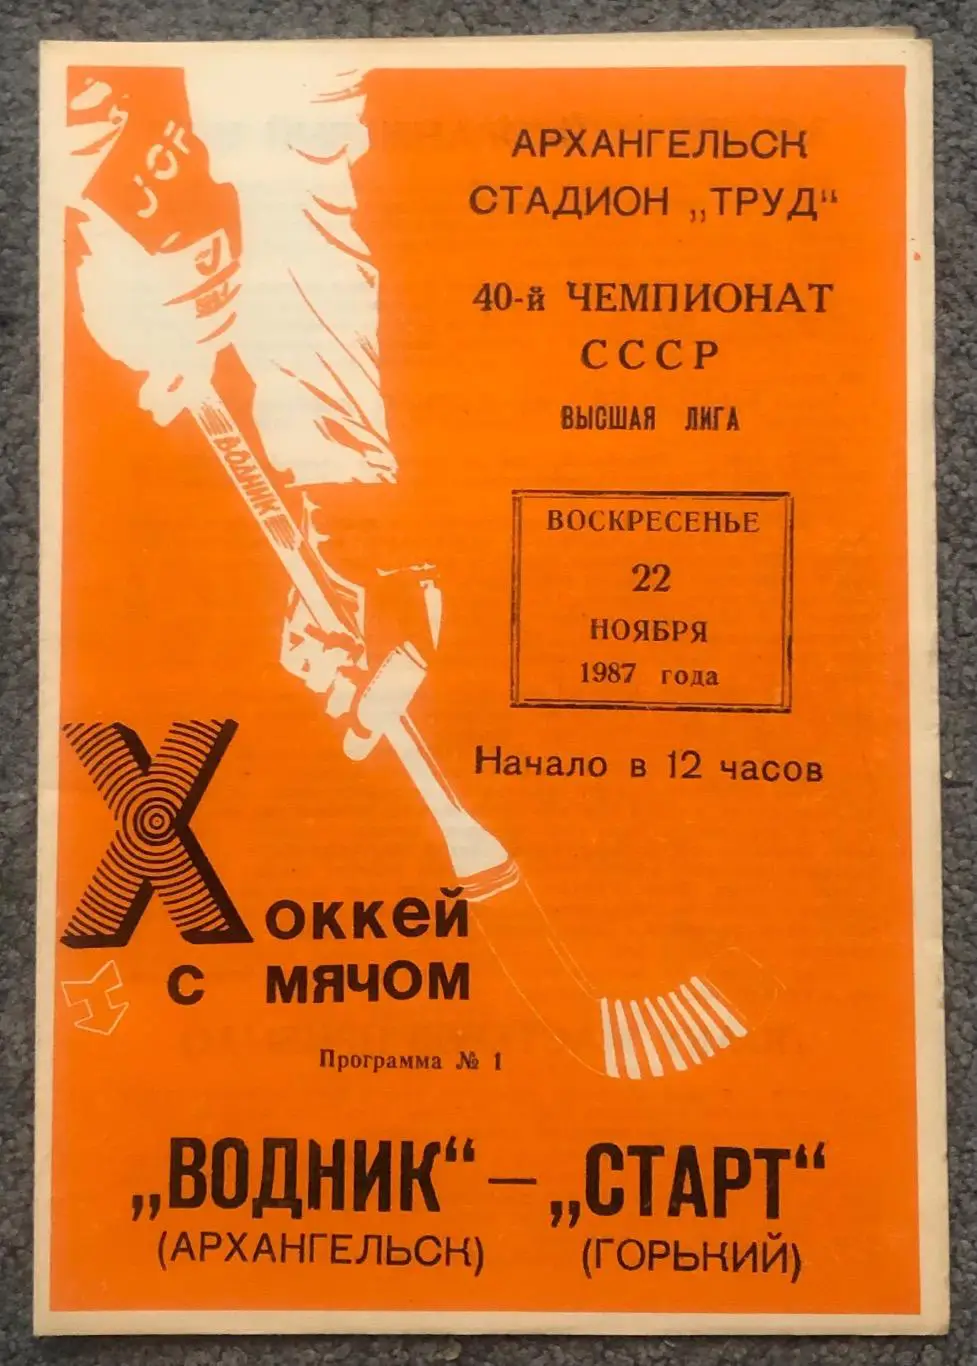 АРХАНГЕЛЬСК
СТАДИОН „ТРУД“
40-й ЧЕМПИОНАТ
СССР
ВЫСШАЯ ЛИГА
ВОСКРЕСЕНЬЕ
22
НОЯБРЯ
1987 года
Начало в 12 часов
ВОДНИК
Хоккей
с мячом
Программа № 1
„ВОДНИК“ — „СТАРТ“
(АРХАНГЕЛЬСК) (ГОРЬКИЙ)